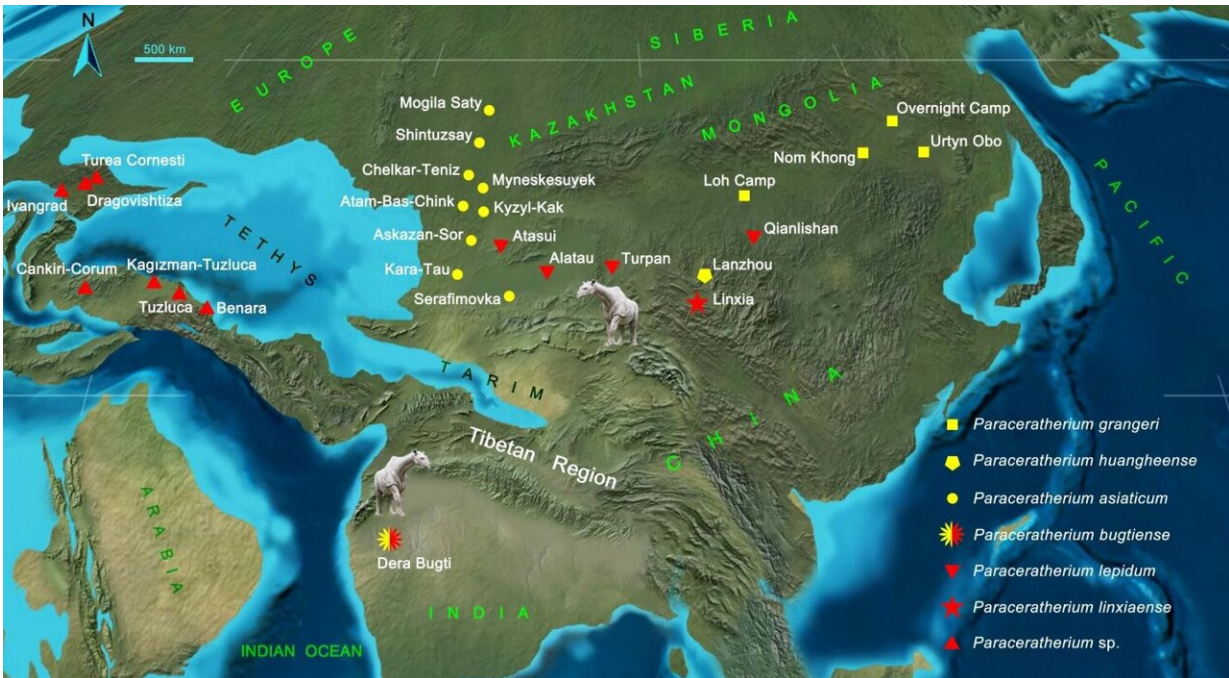 N
500 km
EUROPE
SIBERIA
KAZAKHSTAN
MONGOLIA
PACIFIC
Mogila Saty
Shintuzsay
Chelkar-Teniz
Myneskesuyek
Atam-Bas-Chink
Kyzyl-Kak
Askazan-Sor
Atasui
Kara-Tau
Alatau
Serafimovka
Turpan
Overnight Camp
Urtyn Obo
Nom Khong
Loh Camp
Qianlishan
Lanzhou
Linxia
Turea Cornesti
Ivangrad
Dragovishtiza
TETHYS
Cankiri-Corum
Kagızman-Tuzluca
Tuzluca
Benara
TARIM
Tibetan Region
CHINA
ARABIA
Dera Bugti
INDIA
INDIAN OCEAN
Paraceratherium grangeri
Paraceratherium huangheense
Paraceratherium asiaticum
Paraceratherium bugtiense
Paraceratherium lepidum
Paraceratherium linxiaense
Paraceratherium sp.